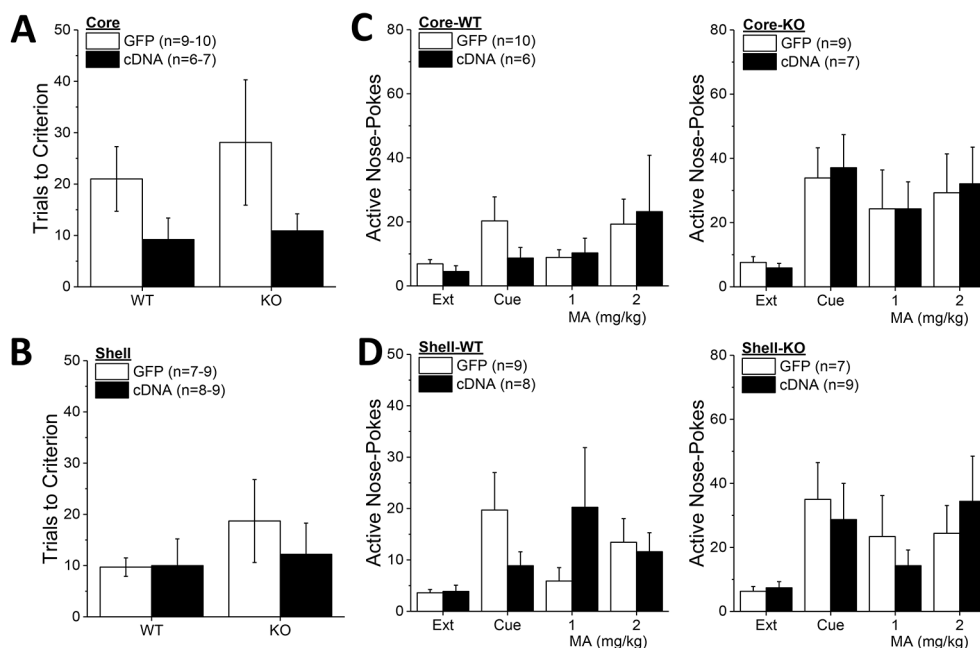 A
Core
GFP (n=9-10)
cDNA (n=6-7)
Trials to Criterion
50
40
30
20
10
0
WT KO
B
Shell
GFP (n=7-9)
cDNA (n=8-9)
Trials to Criterion
50
40
30
20
10
0
WT KO
C
Core-WT
GFP (n=10)
cDNA (n=6)
Active Nose-Pokes
80
60
40
20
0
Ext Cue 1 2
MA (mg/kg)
Core-KO
GFP (n=9)
cDNA (n=7)
Active Nose-Pokes
80
60
40
20
0
Ext Cue 1 2
MA (mg/kg)
D
Shell-WT
GFP (n=9)
cDNA (n=8)
Active Nose-Pokes
50
40
30
20
10
0
Ext Cue 1 2
MA (mg/kg)
Shell-KO
GFP (n=7)
cDNA (n=9)
Active Nose-Pokes
80
60
40
20
0
Ext Cue 1 2
MA (mg/kg)